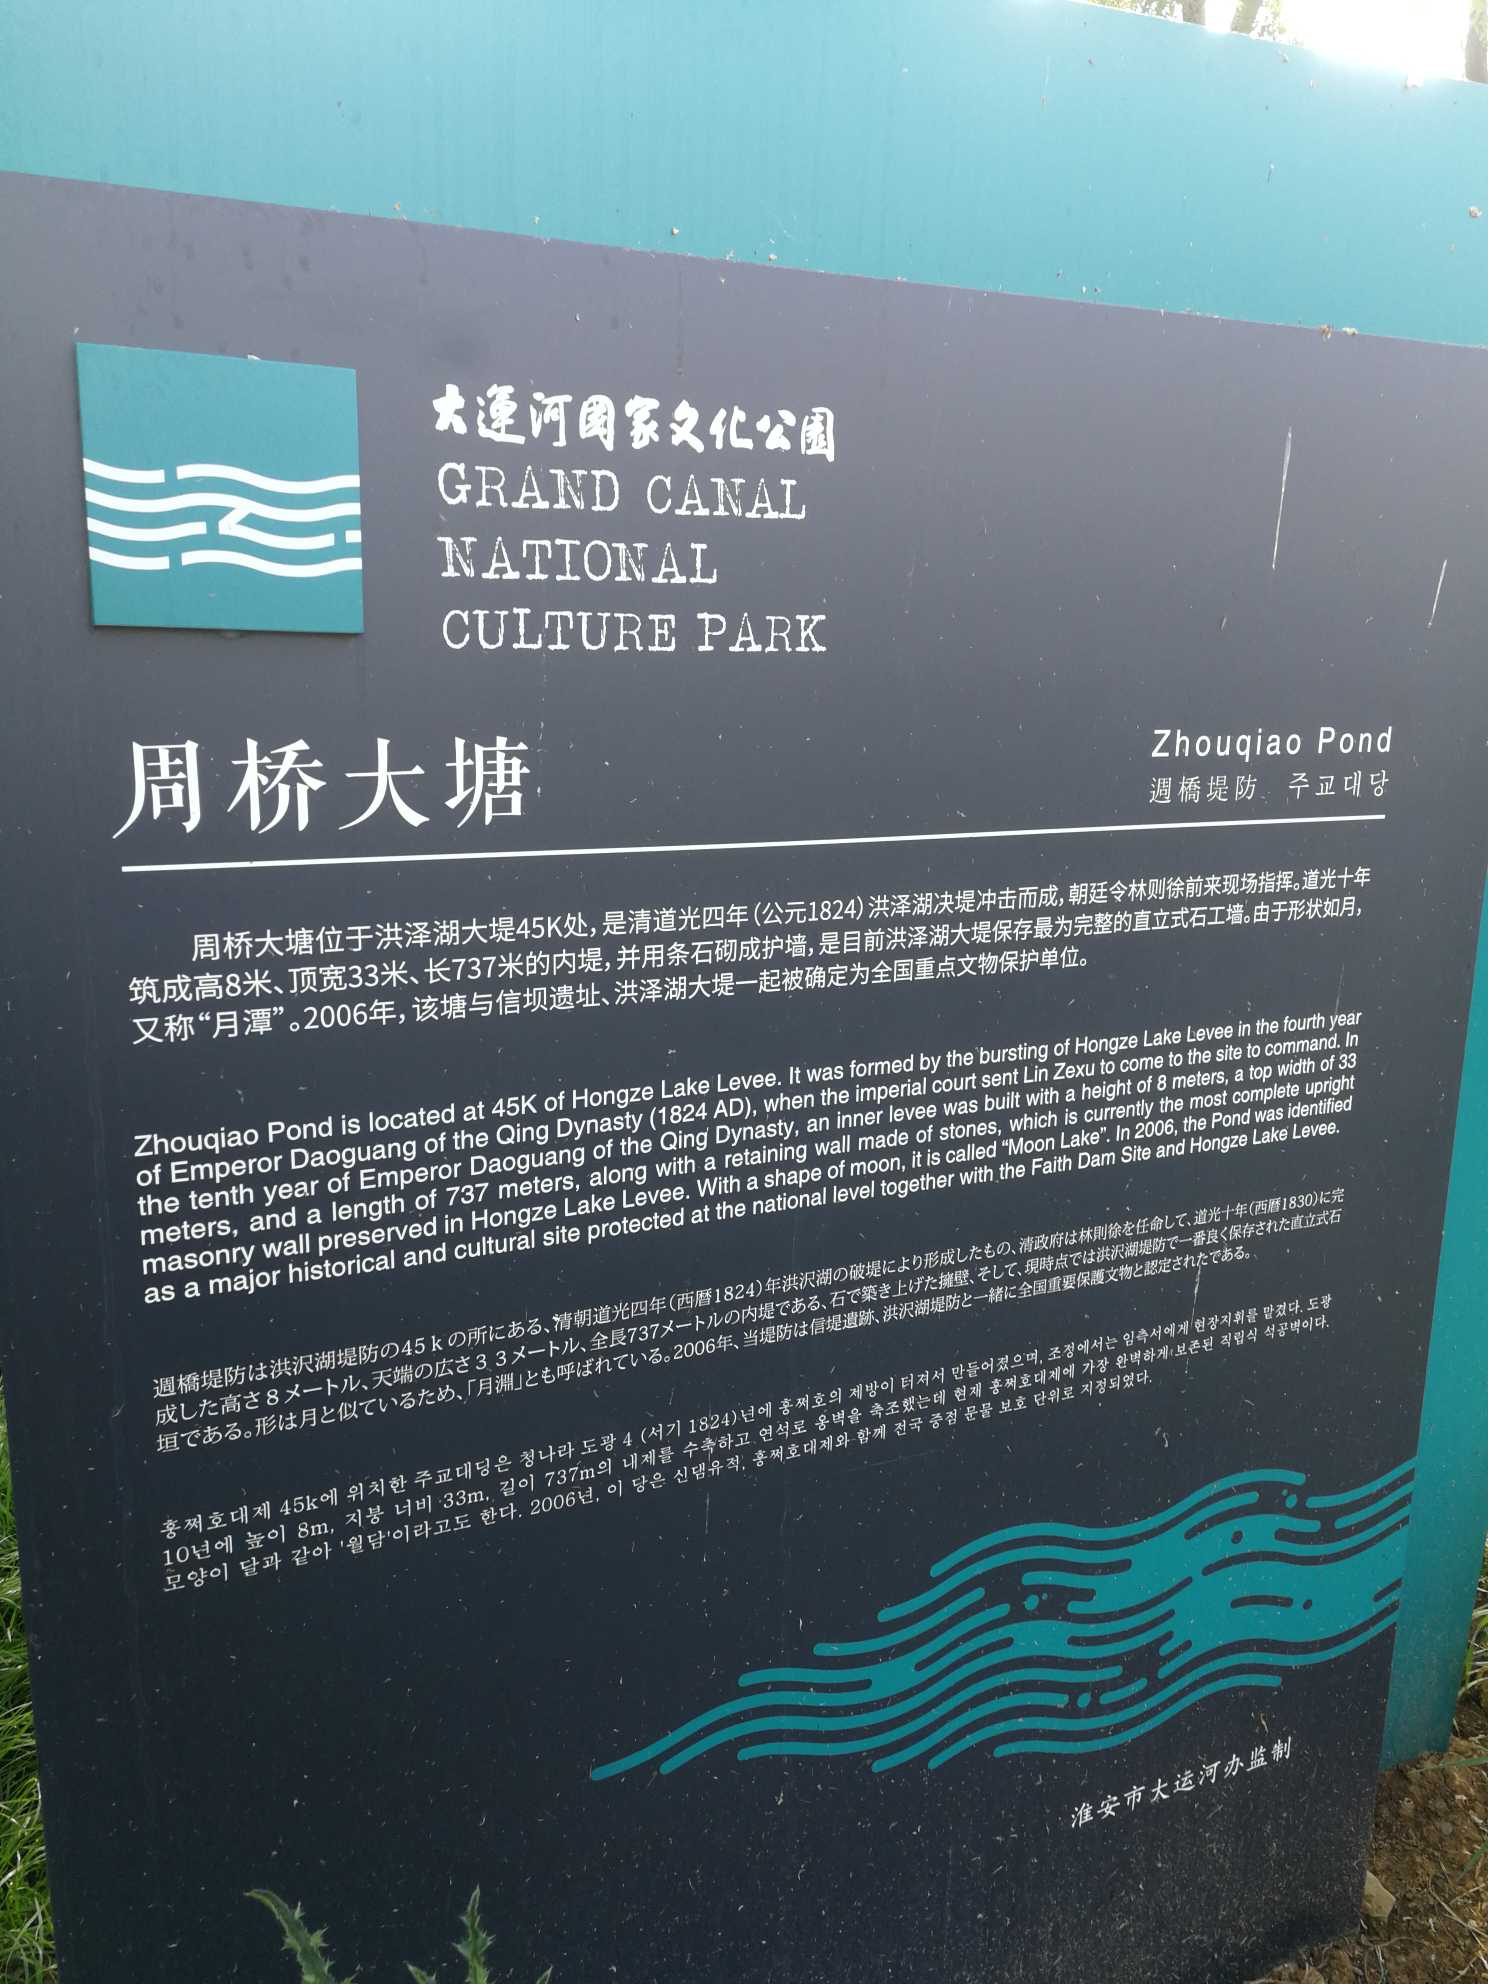 大運河國家文化公園
GRAND CANAL
NATIONAL
CULTURE PARK
周桥大塘
Zhouqiao Pond
週橋堤防 주교대당
周桥大塘位于洪泽湖大堤45K处，是清道光四年（公元1824）洪泽湖决堤冲击而成，朝廷令林则徐前来现场指挥。道光十年
筑成高8米、顶宽33米、长737米的内堤，并用条石砌成护墙，是目前洪泽湖大堤保存最为完整的直立式石工墙。由于形状如月，
又称“月潭”。2006年，该塘与信坝遗址、洪泽湖大堤一起被确定为全国重点文物保护单位。
Zhouqiao Pond is located at 45K of Hongze Lake Levee. It was formed by the bursting of Hongze Lake Levee in the fourth year
of Emperor Daoguang of the Qing Dynasty (1824 AD), when the imperial court sent Lin Zexu to come to the site to command. In
the tenth year of Emperor Daoguang of the Qing Dynasty, an inner levee was built with a height of 8 meters, a top width of 33
meters, and a length of 737 meters, along with a retaining wall made of stones, which is currently the most complete upright
masonry wall preserved in Hongze Lake Levee. With a shape of moon, it is called “Moon Lake”. In 2006, the Pond was identified
as a major historical and cultural site protected at the national level together with the Faith Dam Site and Hongze Lake Levee.
週橋堤防は洪沢湖堤防の45ｋの所にある、清朝道光四年（西暦1824）年洪沢湖の破堤により形成したもの、清政府は林則徐を任命して、道光十年（西暦1830）に完
成した高さ８メートル、天端の広さ３３メートル、全長737メートルの内堤である、石で築き上げた擁壁、そして、現時点では洪沢湖堤防で一番良く保存された直立式石
垣である。形は月と似ているため、「月淵」とも呼ばれている。2006年、当堤防は信堤遺跡、洪沢湖堤防と一緒に全国重要保護文物と認定されたである。
홍쩌호대제 45k에 위치한 주교대딩은 청나라 도광 4 (서기 1824)년에 홍쩌호의 제방이 터져서 만들어졌으며, 조정에서는 임측서에게 현장지휘를 맡겼다. 도광
10년에 높이 8m, 지붕 너비 33m, 길이 737m의 내제를 수축하고 연석로 옹벽을 축조했는데 현재 홍쩌호대제에 가장 완벽하게 보존된 직립식 석공벽이다.
모양이 달과 같아 '월담'이라고도 한다. 2006년, 이 당은 신댐유적, 홍쩌호대제와 함께 전국 중점 문물 보호 단위로 지정되였다.
淮安市大运河办监制